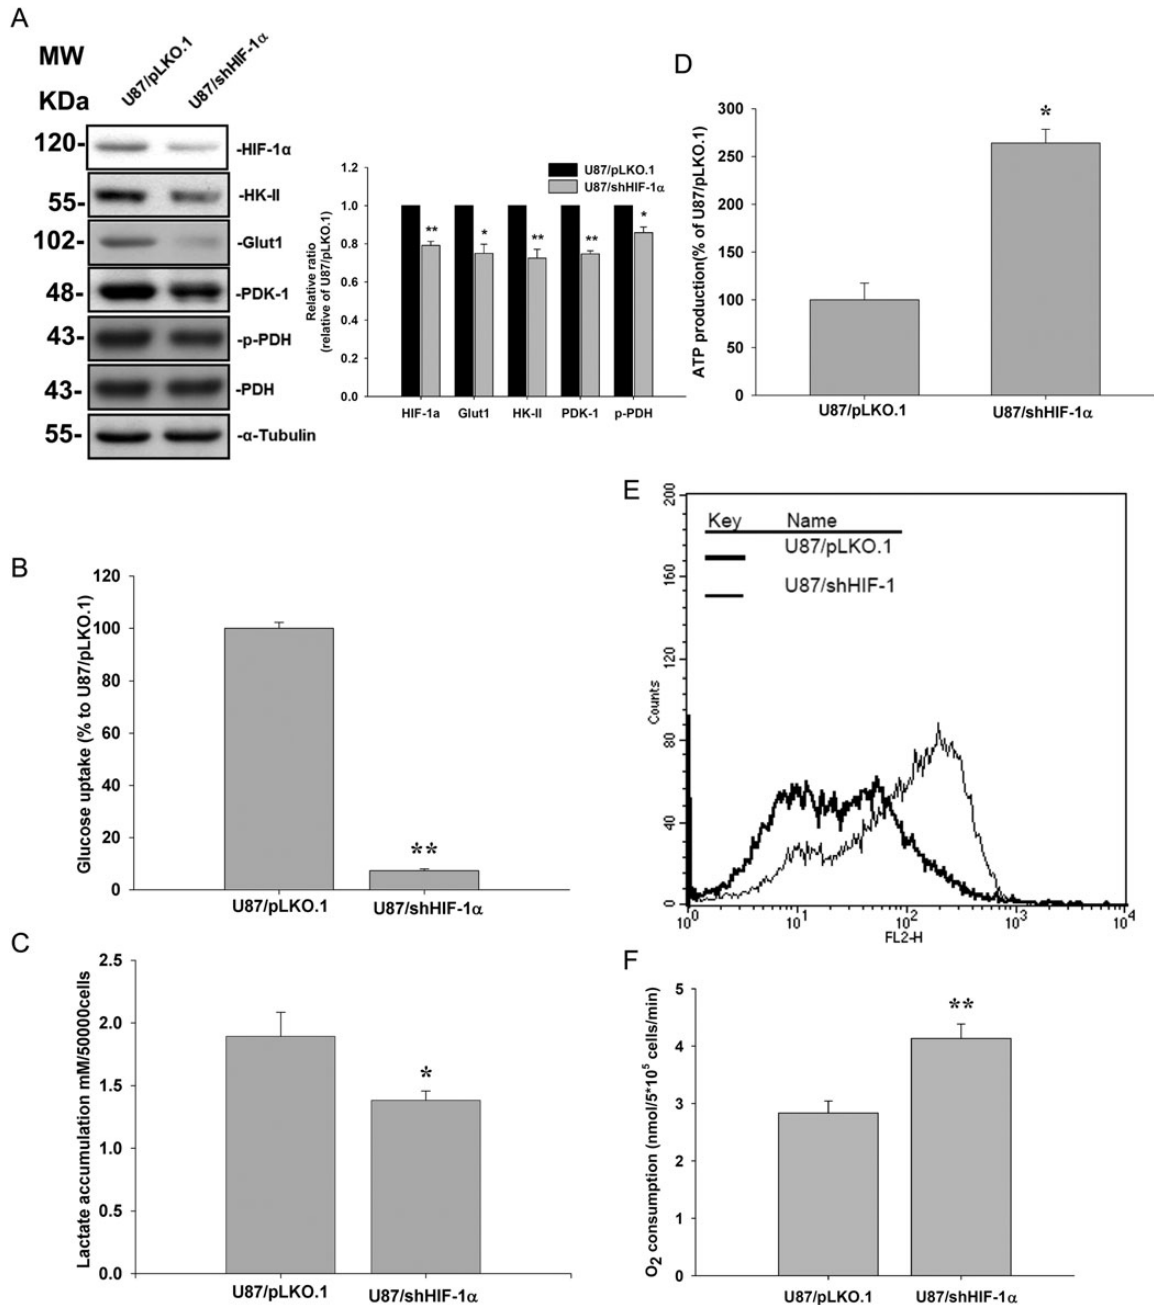 A
MW
KDa
U87/pLKO.1
U87/shHIF-1α
120-
-HIF-1α
55-
-HK-II
102-
-Glut1
48-
-PDK-1
43-
-p-PDH
43-
-PDH
55-
-α-Tubulin
Relative ratio
(relative of U87/pLKO.1)
1.2
1.0
0.8
0.6
0.4
0.2
0.0
U87/pLKO.1
U87/shHIF-1α
** * ** ** *
HIF-1a Glut1 HK-II PDK-1 p-PDH
D
ATP production(% of U87/pLKO.1)
300
250
200
150
100
50
0
*
U87/pLKO.1 U87/shHIF-1α
B
Glucose uptake (% to U87/pLKO.1)
120
100
80
60
40
20
0
**
U87/pLKO.1 U87/shHIF-1α
E
Key Name
U87/pLKO.1
U87/shHIF-1
Counts
200
160
120
80
40
0
10⁰ 10¹ 10² 10³ 10⁴
FL2-H
C
Lactate accumulation mM/50000cells
2.5
2.0
1.5
1.0
0.5
0.0
*
U87/pLKO.1 U87/shHIF-1α
F
O₂ consumption (nmol/5*10⁵ cells/min)
5
4
3
2
1
0
**
U87/pLKO.1 U87/shHIF-1α